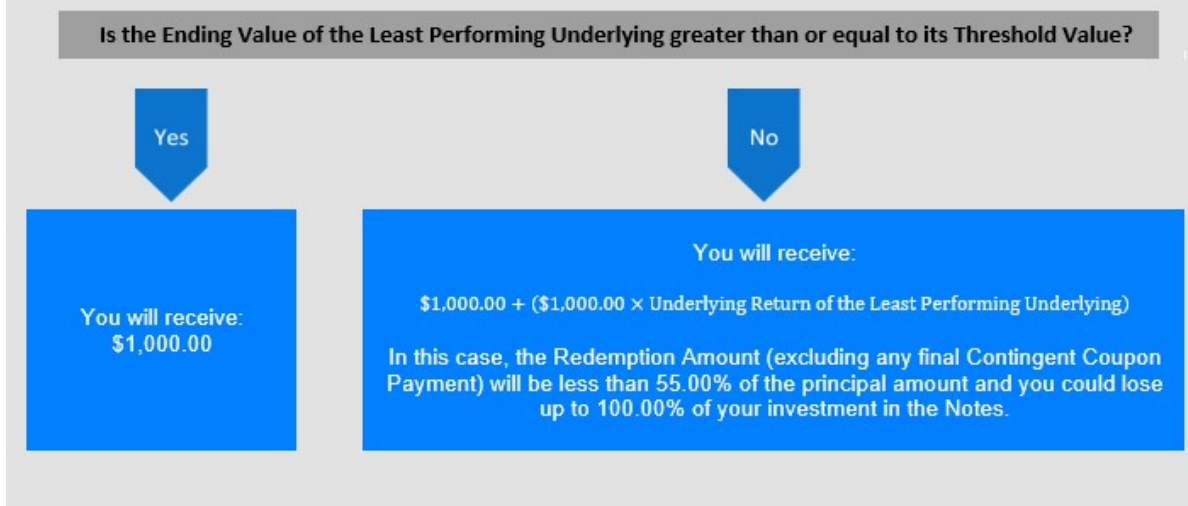 Is the Ending Value of the Least Performing Underlying greater than or equal to its Threshold Value?
Yes
No
You will receive:
$1,000.00
You will receive:
$1,000.00 + ($1,000.00 × Underlying Return of the Least Performing Underlying)
In this case, the Redemption Amount (excluding any final Contingent Coupon
Payment) will be less than 55.00% of the principal amount and you could lose
up to 100.00% of your investment in the Notes.